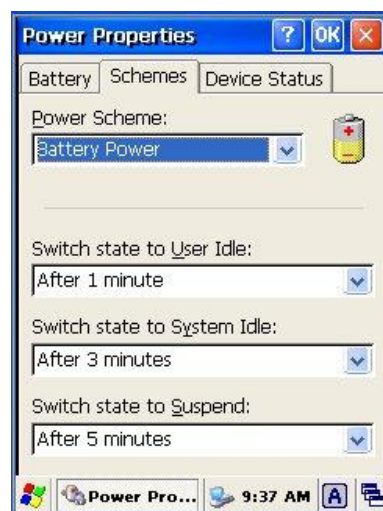 Power Properties ? OK ×
Battery Schemes Device Status
Power Scheme:
Battery Power
Switch state to User Idle:
After 1 minute
Switch state to System Idle:
After 3 minutes
Switch state to Suspend:
After 5 minutes
Power Pro... 9:37 AM A